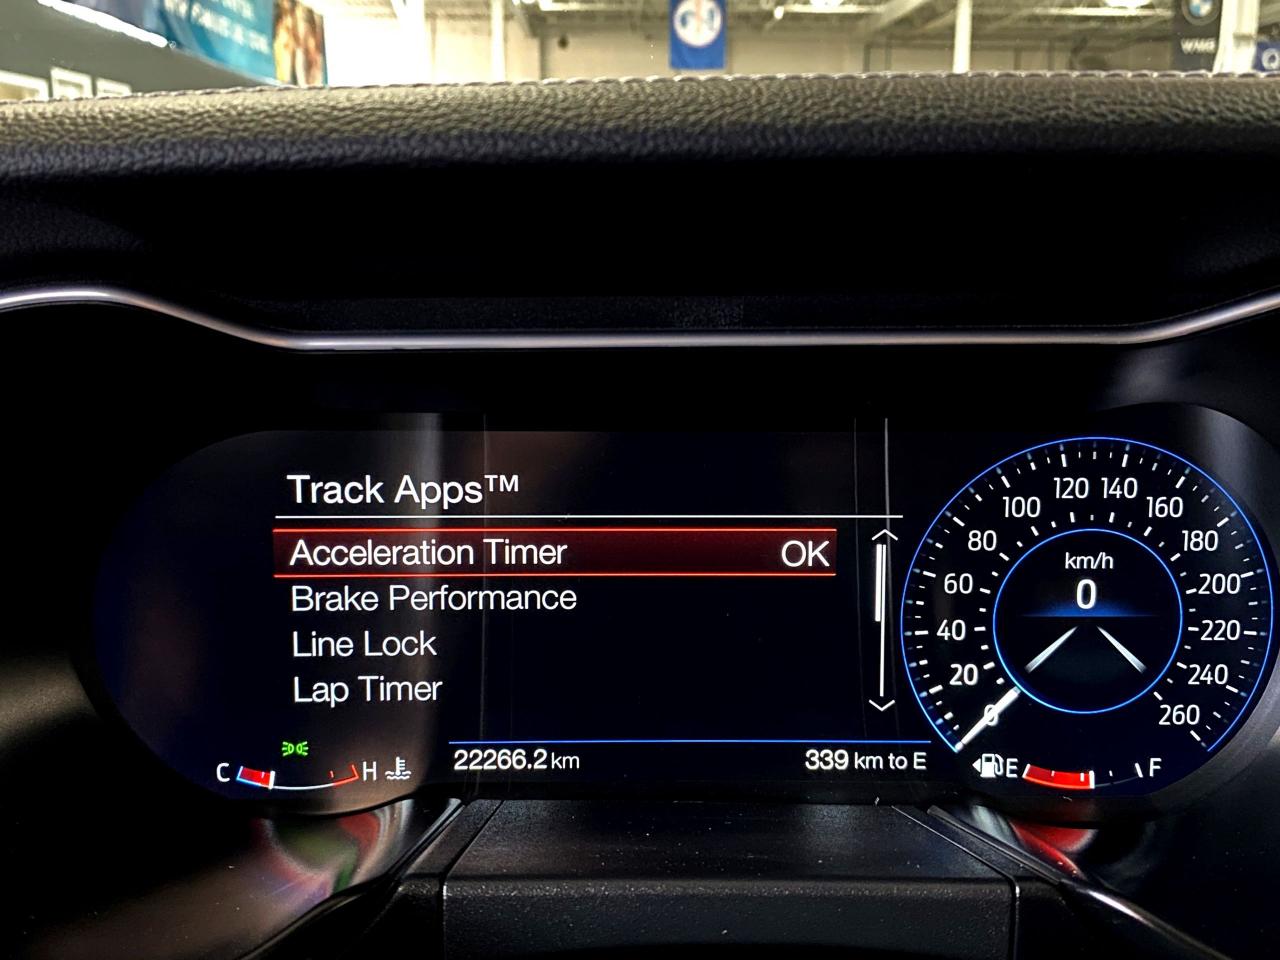 WMG
Track Apps™
Acceleration Timer OK
Brake Performance
Line Lock
Lap Timer
C H
22266.2 km
339 km to E
0
20
40
60
80
100
120
140
160
180
200
220
240
260
km/h
0
E F